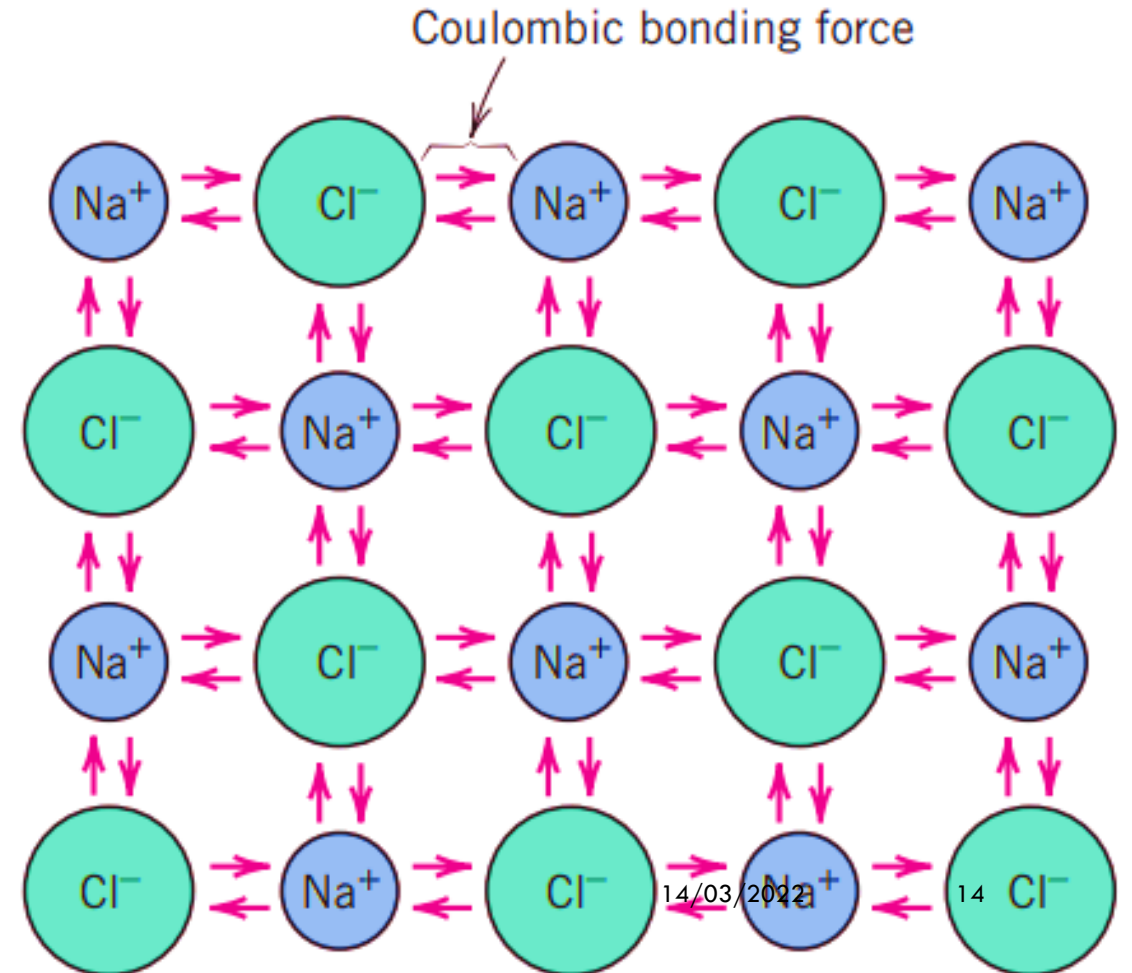 Coulombic bonding force
Na⁺ Cl⁻ Na⁺ Cl⁻ Na⁺
Cl⁻ Na⁺ Cl⁻ Na⁺ Cl⁻
Na⁺ Cl⁻ Na⁺ Cl⁻ Na⁺
Cl⁻ Na⁺ Cl⁻ Na⁺ Cl⁻
14/03/2022 14